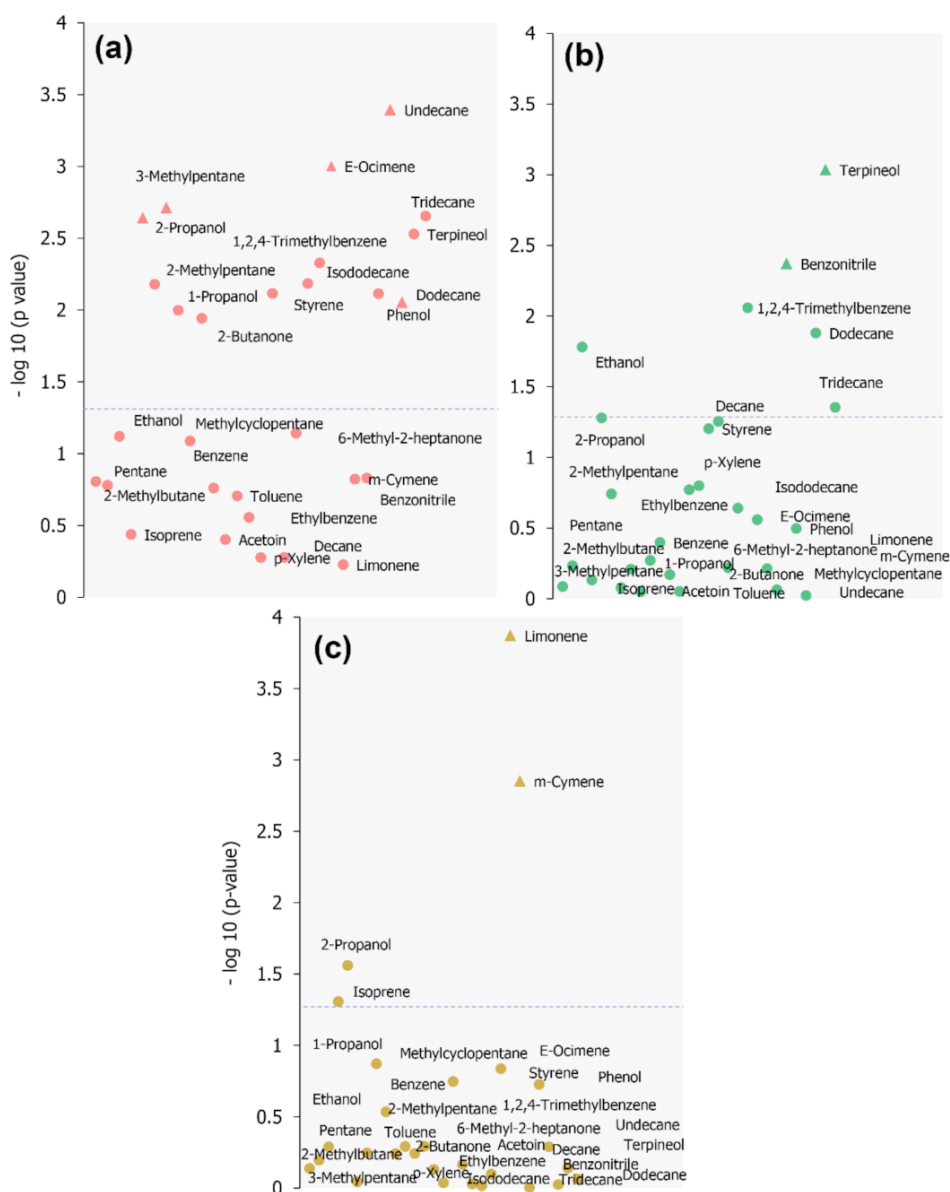 (a)
4
3.5
3
2.5
2
1.5
1
0.5
0
- log 10 (p value)
Undecane
E-Ocimene
3-Methylpentane
2-Propanol
Tridecane
Terpineol
1,2,4-Trimethylbenzene
2-Methylpentane
Isododecane
1-Propanol
Styrene
Dodecane
Phenol
2-Butanone
Ethanol
Methylcyclopentane
6-Methyl-2-heptanone
Benzene
Pentane
2-Methylbutane
Toluene
m-Cymene
Benzonitrile
Isoprene
Acetoin
Ethylbenzene
p-Xylene
Decane
Limonene
(b)
4
3.5
3
2.5
2
1.5
1
0.5
0
Terpineol
Benzonitrile
1,2,4-Trimethylbenzene
Dodecane
Ethanol
Tridecane
Decane
Styrene
2-Propanol
p-Xylene
2-Methylpentane
Ethylbenzene
Isododecane
E-Ocimene
Phenol
Pentane
Benzene
Limonene
2-Methylbutane
6-Methyl-2-heptanone
m-Cymene
3-Methylpentane
1-Propanol
2-Butanone
Methylcyclopentane
Isoprene
Acetoin
Toluene
Undecane
(c)
4
3.5
3
2.5
2
1.5
1
0.5
0
- log 10 (p-value)
Limonene
m-Cymene
2-Propanol
Isoprene
1-Propanol
Methylcyclopentane
E-Ocimene
Benzene
Styrene
Phenol
Ethanol
2-Methylpentane
1,2,4-Trimethylbenzene
Pentane
Toluene
6-Methyl-2-heptanone
Undecane
2-Methylbutane
2-Butanone
Acetoin
Decane
Terpineol
3-Methylpentane
p-Xylene
Ethylbenzene
Isododecane
Benzonitrile
Tridecane
Dodecane